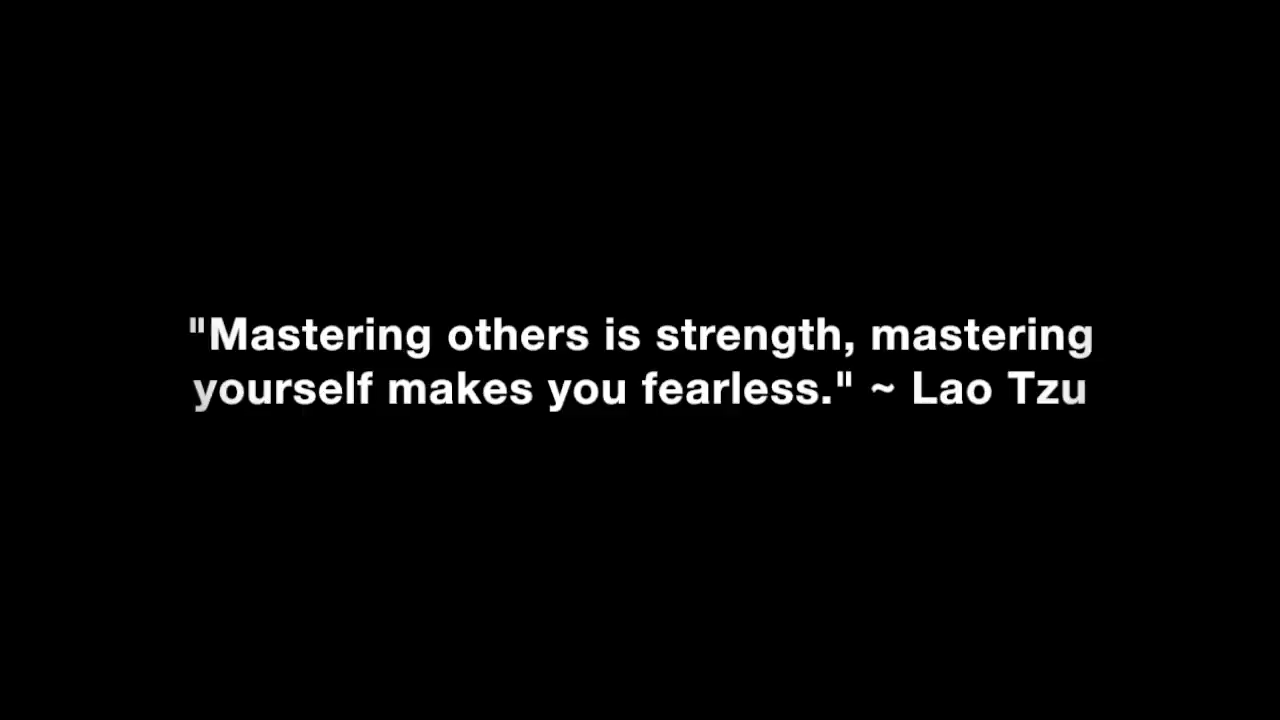 "Mastering others is strength, mastering
yourself makes you fearless." ~ Lao Tzu